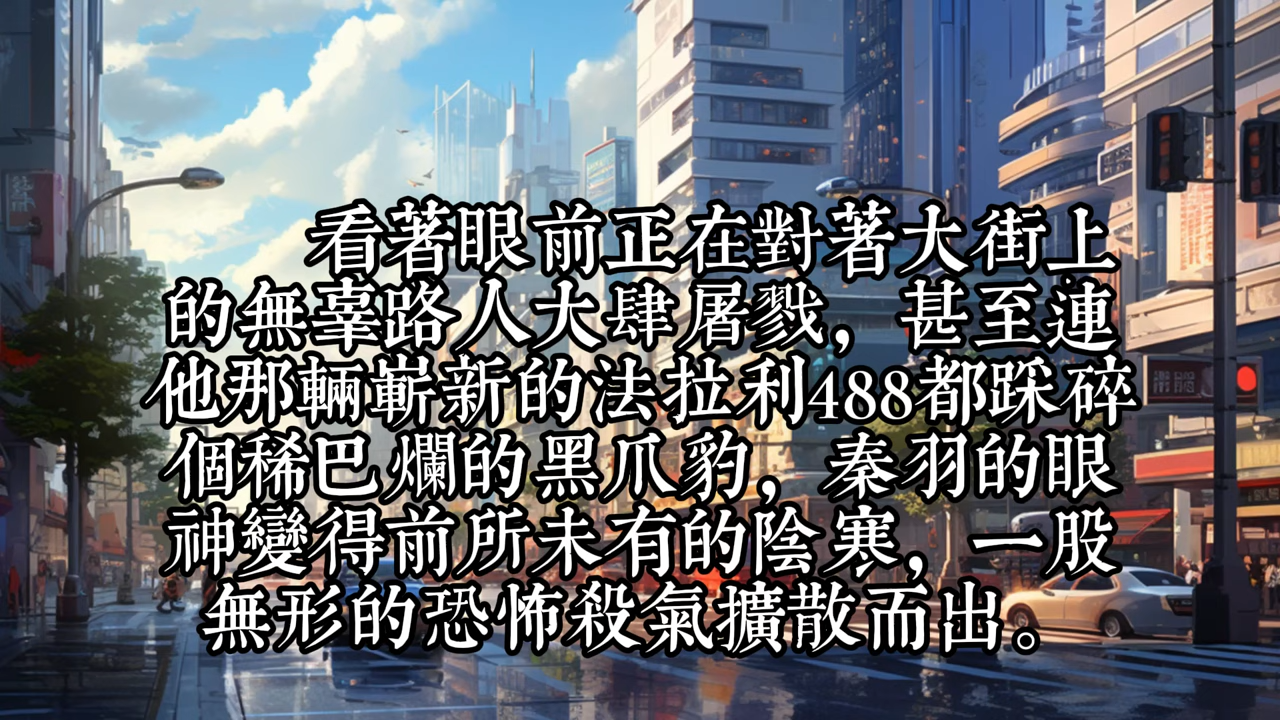 看著眼前正在對著大街上
的無辜路人大肆屠戮，甚至連
他那輛嶄新的法拉利488都踩碎
個稀巴爛的黑爪豹，秦羽的眼
神變得前所未有的陰寒，一股
無形的恐怖殺氣擴散而出。